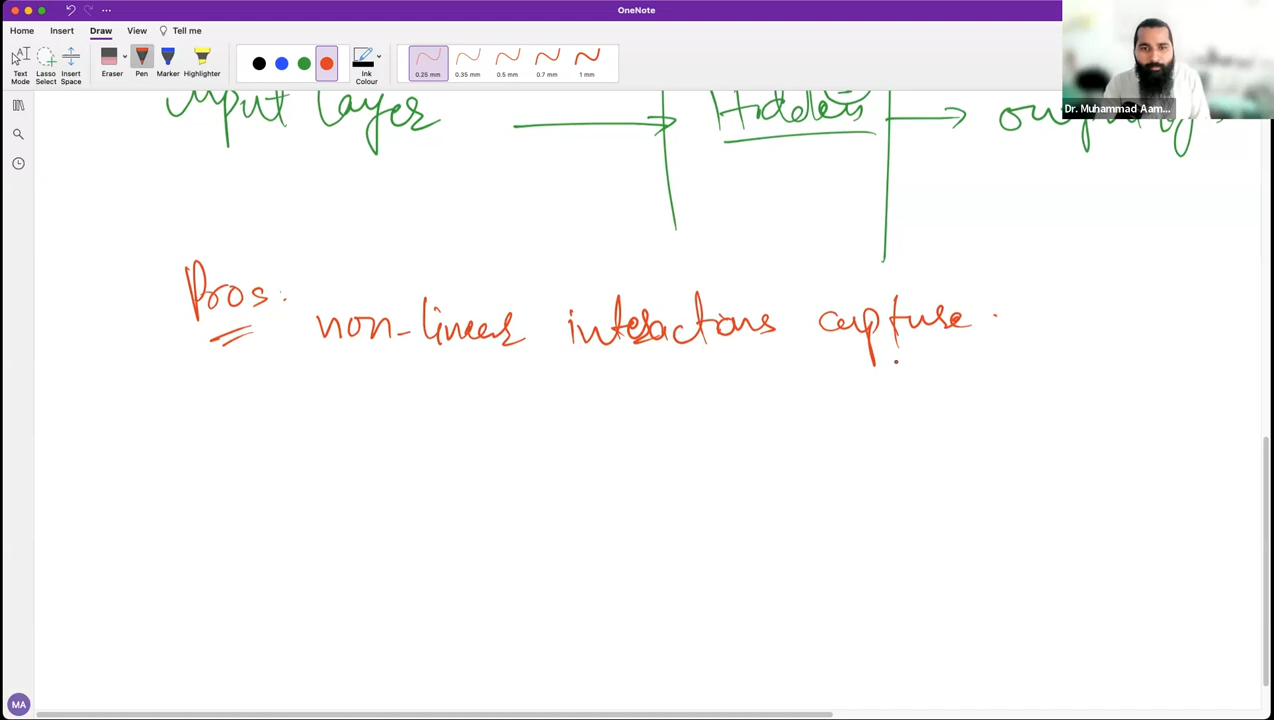 OneNote
Home Insert Draw View Tell me
Text Mode
Lasso Select
Insert Space
Eraser
Pen
Marker
Highlighter
Ink Colour
0.25 mm
0.35 mm
0.5 mm
0.7 mm
1 mm
Dr. Muhammad Aam...
input layer Hidden
Pros:
non-linear interactions capture.
MA